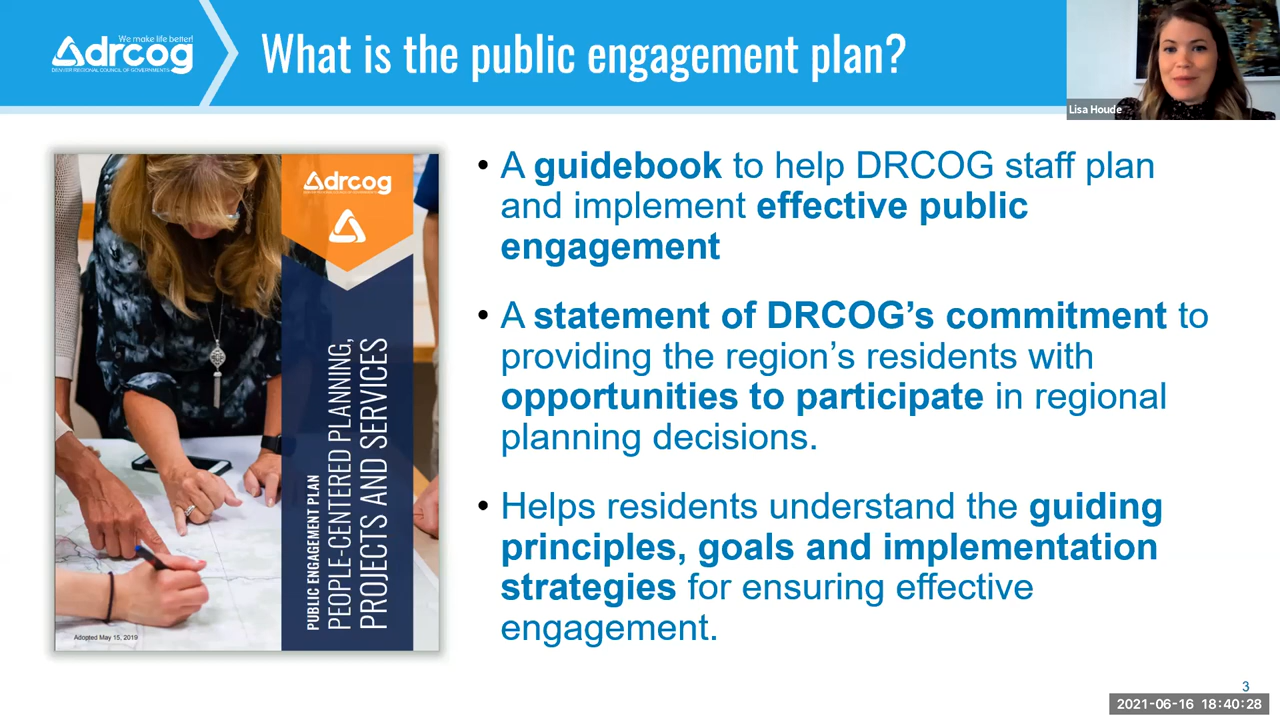 We make life better!
drcog
DENVER REGIONAL COUNCIL OF GOVERNMENTS
What is the public engagement plan?
Lisa Houde
drcog
PUBLIC ENGAGEMENT PLAN
PEOPLE-CENTERED PLANNING,
PROJECTS AND SERVICES
Adopted May 15, 2019
• A guidebook to help DRCOG staff plan
and implement effective public
engagement
• A statement of DRCOG’s commitment to
providing the region’s residents with
opportunities to participate in regional
planning decisions.
• Helps residents understand the guiding
principles, goals and implementation
strategies for ensuring effective
engagement.
3
2021-06-16 18:40:28